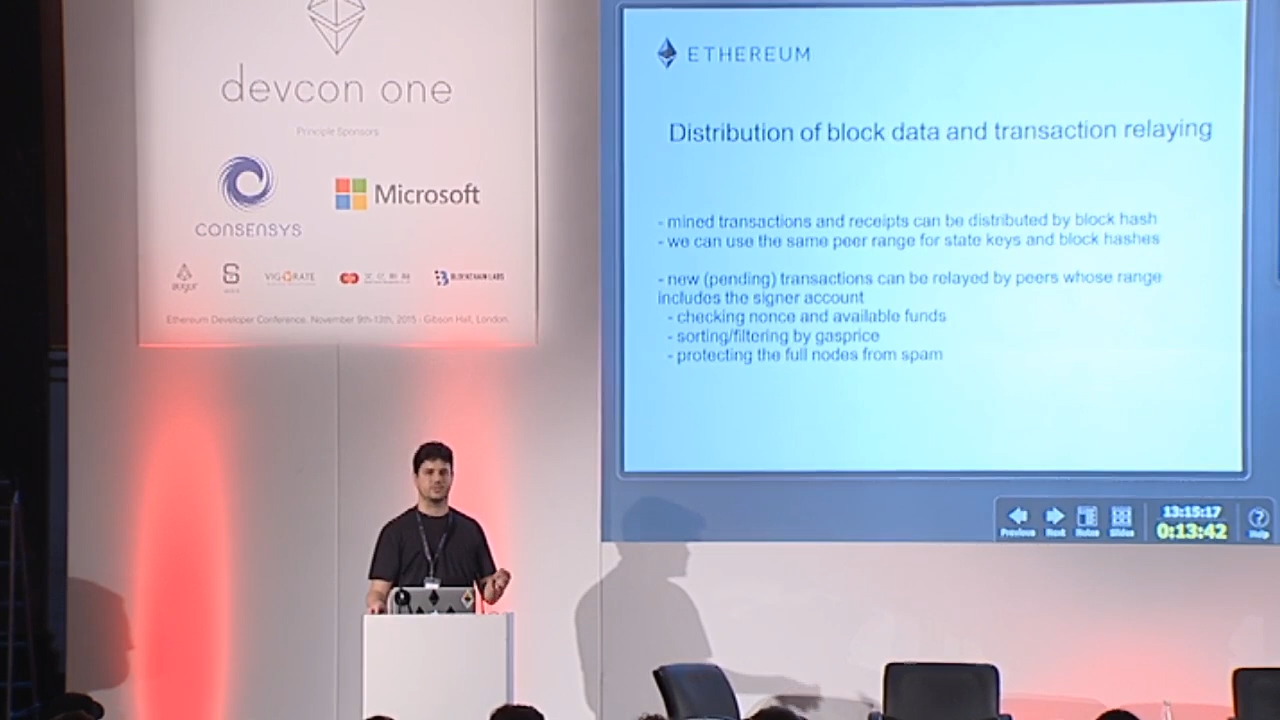 devcon one
Principle Sponsors
CONSENSYS
Microsoft
augur
VIGORATE
BLOCKCHAIN LABS
Ethereum Developer Conference, November 9th-13th, 2015 - Gibson Hall, London
ETHEREUM
Distribution of block data and transaction relaying
- mined transactions and receipts can be distributed by block hash
- we can use the same peer range for state keys and block hashes
- new (pending) transactions can be relayed by peers whose range
includes the signer account
- checking nonce and available funds
- sorting/filtering by gasprice
- protecting the full nodes from spam
Previous Next Notes Slides
13:15:17
0:13:42
Help